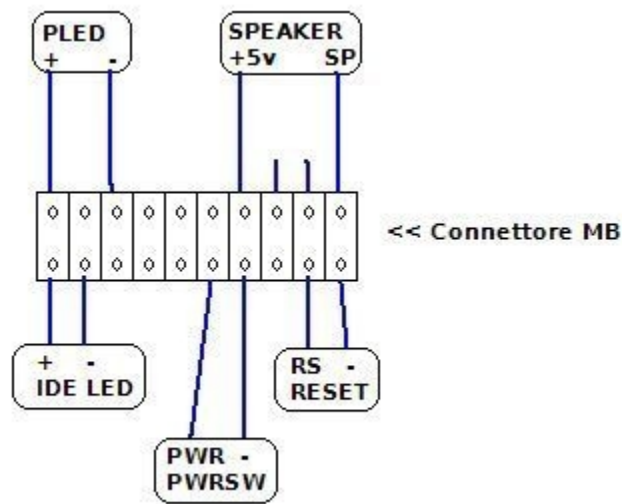 PLED
+ -
SPEAKER
+5v SP
<< Connettore MB
+ -
IDE LED
RS -
RESET
PWR -
PWRSW